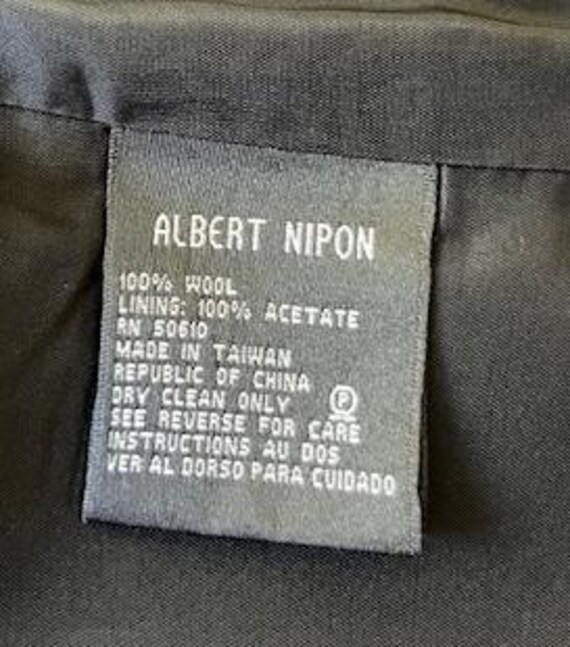 ALBERT NIPON
100% WOOL
LINING: 100% ACETATE
RN 50610
MADE IN TAIWAN
REPUBLIC OF CHINA
DRY CLEAN ONLY Ⓟ
SEE REVERSE FOR CARE
INSTRUCTIONS AU DOS
VER AL DORSO PARA CUIDADO